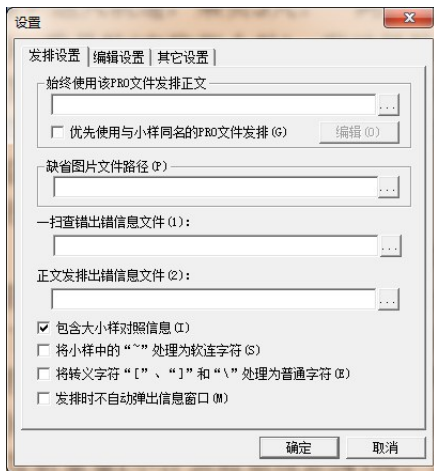 设置
发排设置 编辑设置 其它设置
始终使用该PRO文件发排正文
...
优先使用与小样同名的PRO文件发排(G) 编辑(D)
缺省图片文件路径(P)
...
一扫查错出错信息文件(1):
...
正文发排出错信息文件(2):
...
包含大小样对照信息(I)
将小样中的“~”处理为软连字符(S)
将转义字符“[”、“]”和“\”处理为普通字符(E)
发排时不自动弹出信息窗口(M)
确定 取消